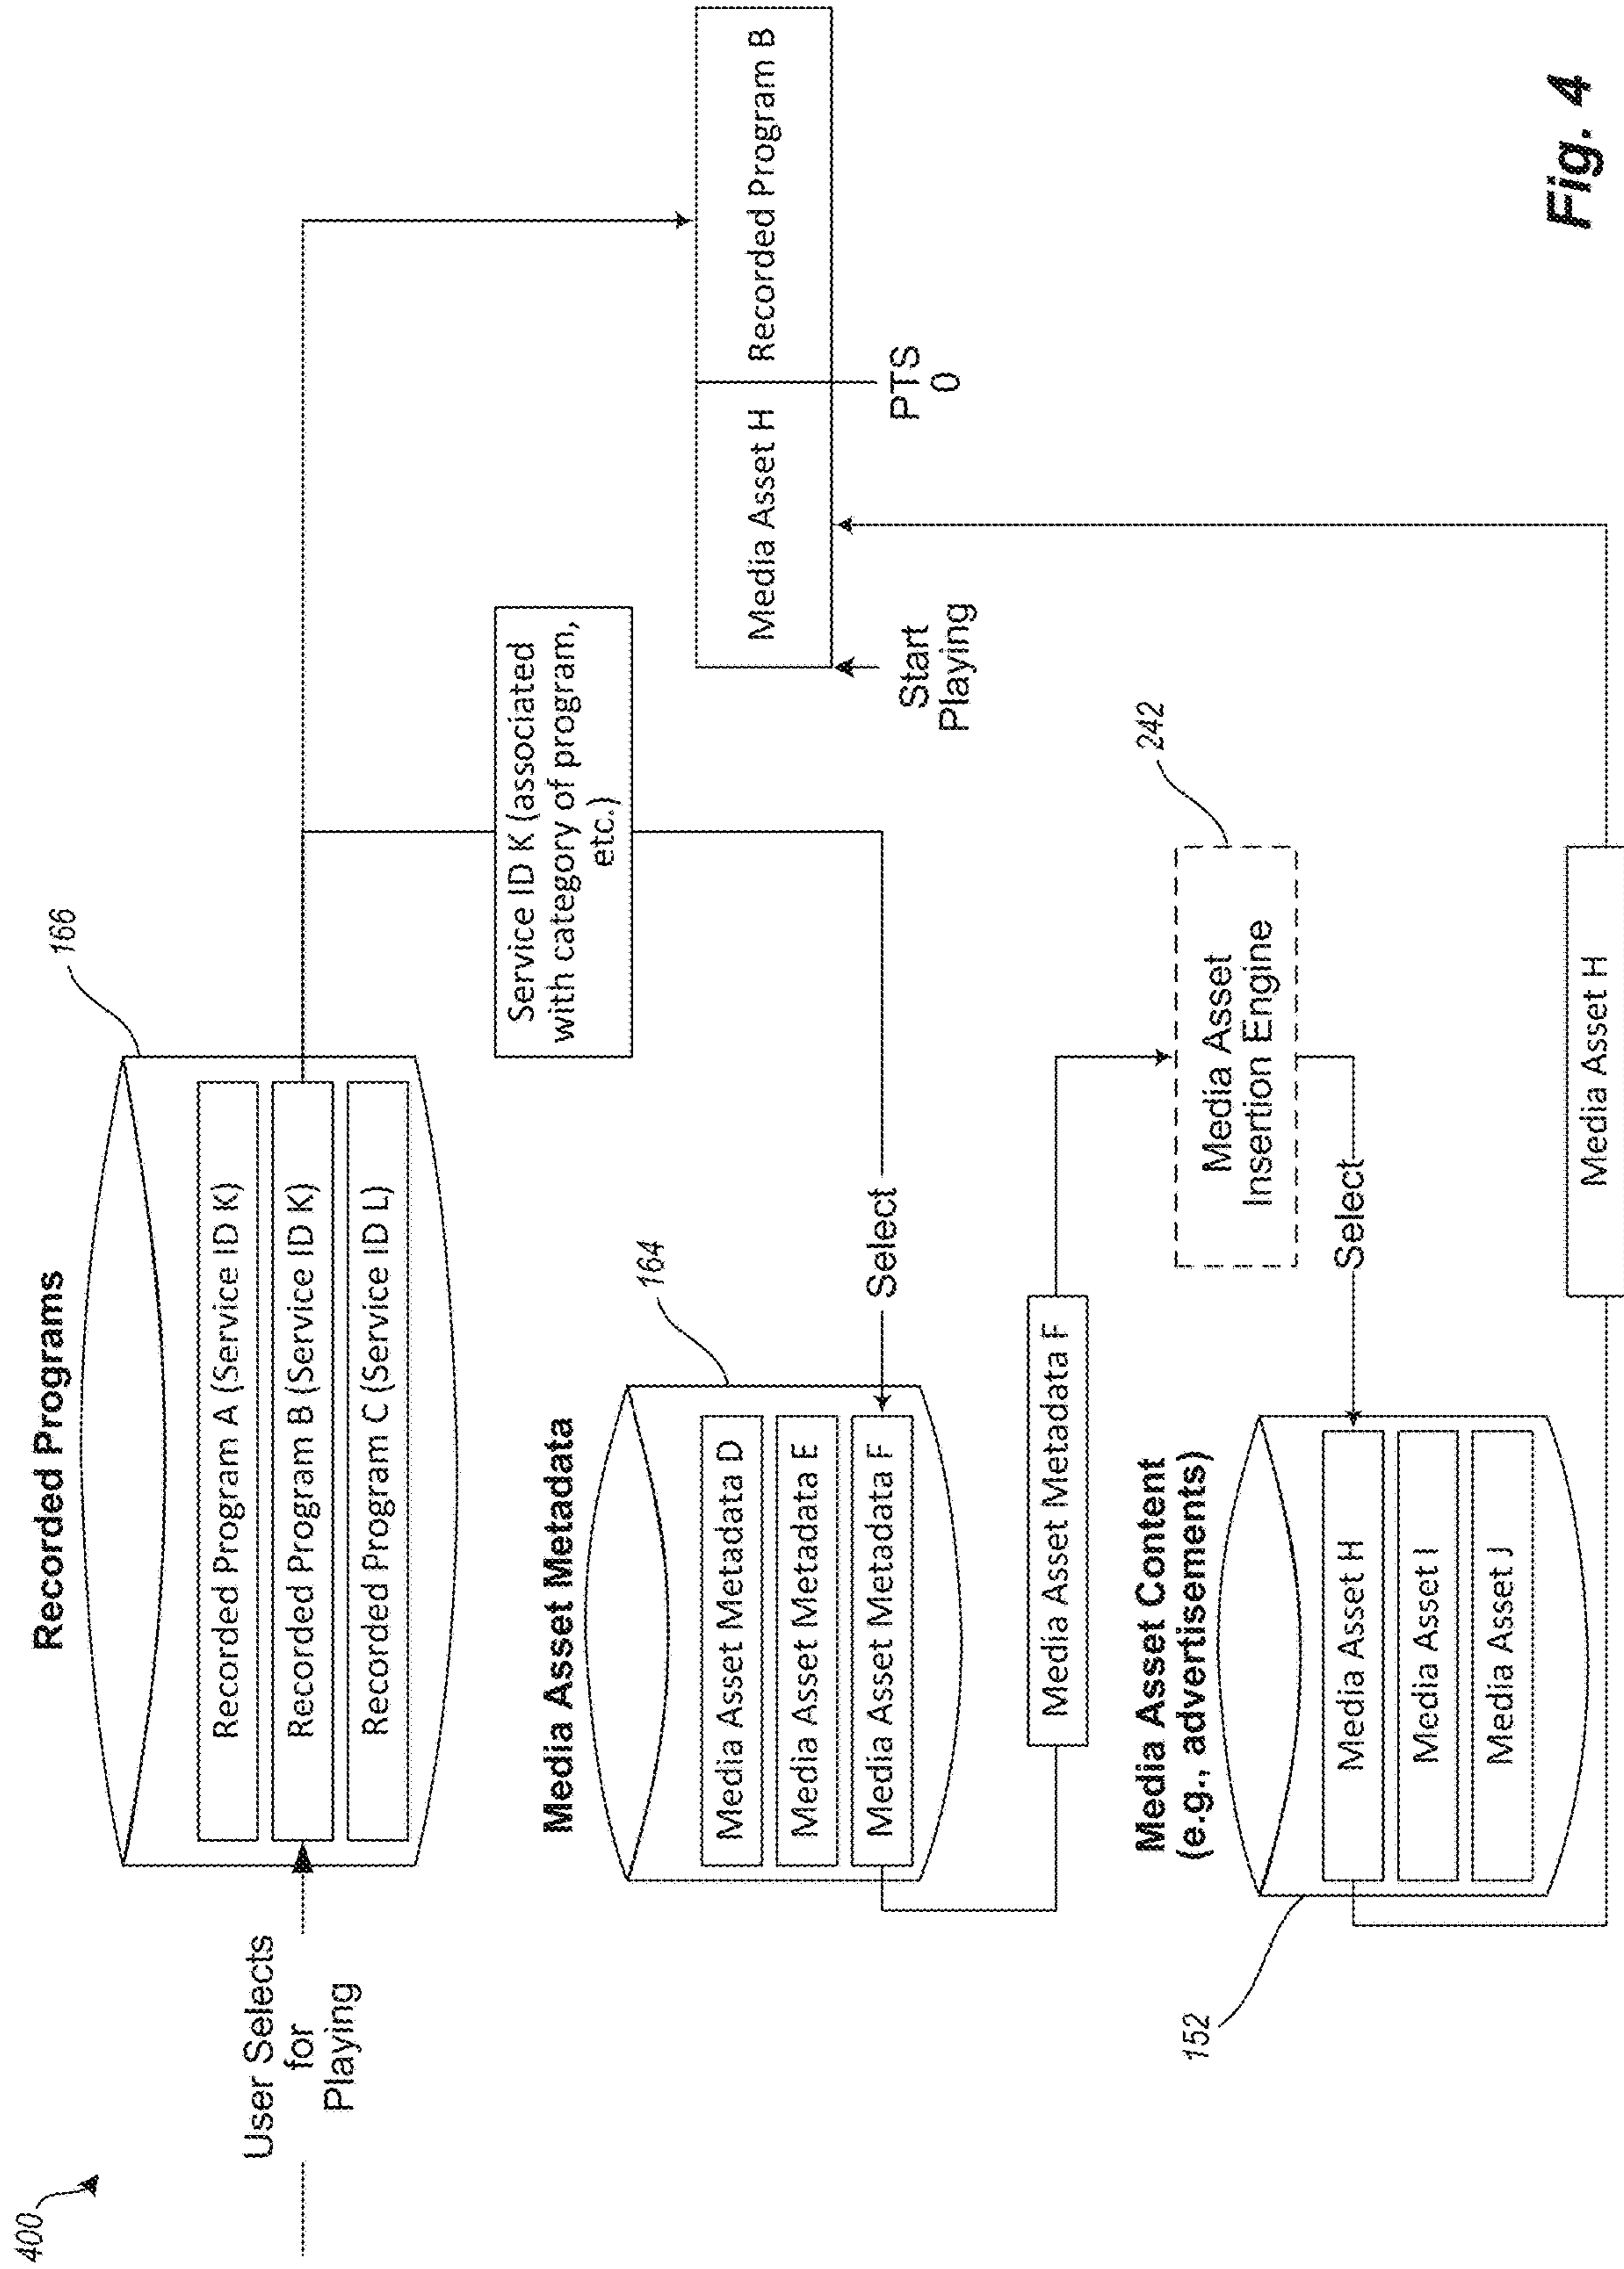 400
User Selects
for
Playing
Recorded Programs
166
Recorded Program A (Service ID K)
Recorded Program B (Service ID K)
Recorded Program C (Service ID L)
Service ID K (associated
with category of program,
etc.)
Media Asset Metadata
164
Media Asset Metadata D
Media Asset Metadata E
Media Asset Metadata F
Select
Media Asset H
Recorded Program B
Start
Playing
PTS
0
Media Asset Metadata F
242
Media Asset
Insertion Engine
Select
Media Asset Content
(e.g., advertisements)
152
Media Asset H
Media Asset I
Media Asset J
Media Asset H
Fig. 4